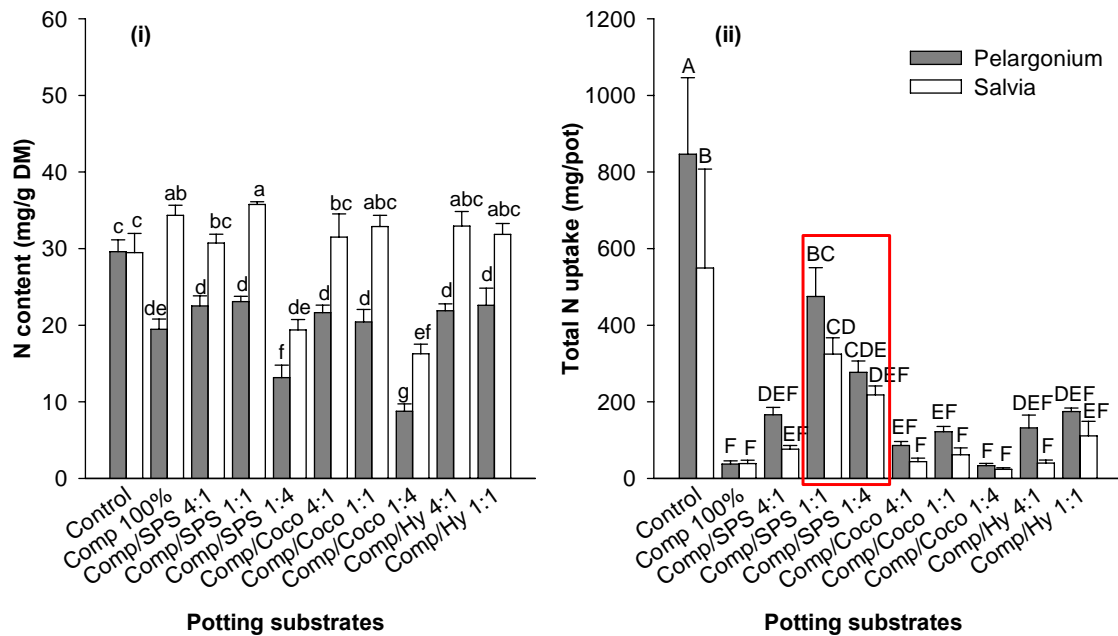 (i)
N content (mg/g DM)
60
50
40
30
20
10
0
c c de ab d bc d a f de d bc d abc g ef d abc d abc
Control
Comp 100%
Comp/SPS 4:1
Comp/SPS 1:1
Comp/SPS 1:4
Comp/Coco 4:1
Comp/Coco 1:1
Comp/Coco 1:4
Comp/Hy 4:1
Comp/Hy 1:1
Potting substrates
(ii)
Pelargonium
Salvia
Total N uptake (mg/pot)
1200
1000
800
600
400
200
0
A B F F DEF EF BC CD CDE DEF EF F EF F F F DEF F DEF EF
Control
Comp 100%
Comp/SPS 4:1
Comp/SPS 1:1
Comp/SPS 1:4
Comp/Coco 4:1
Comp/Coco 1:1
Comp/Coco 1:4
Comp/Hy 4:1
Comp/Hy 1:1
Potting substrates